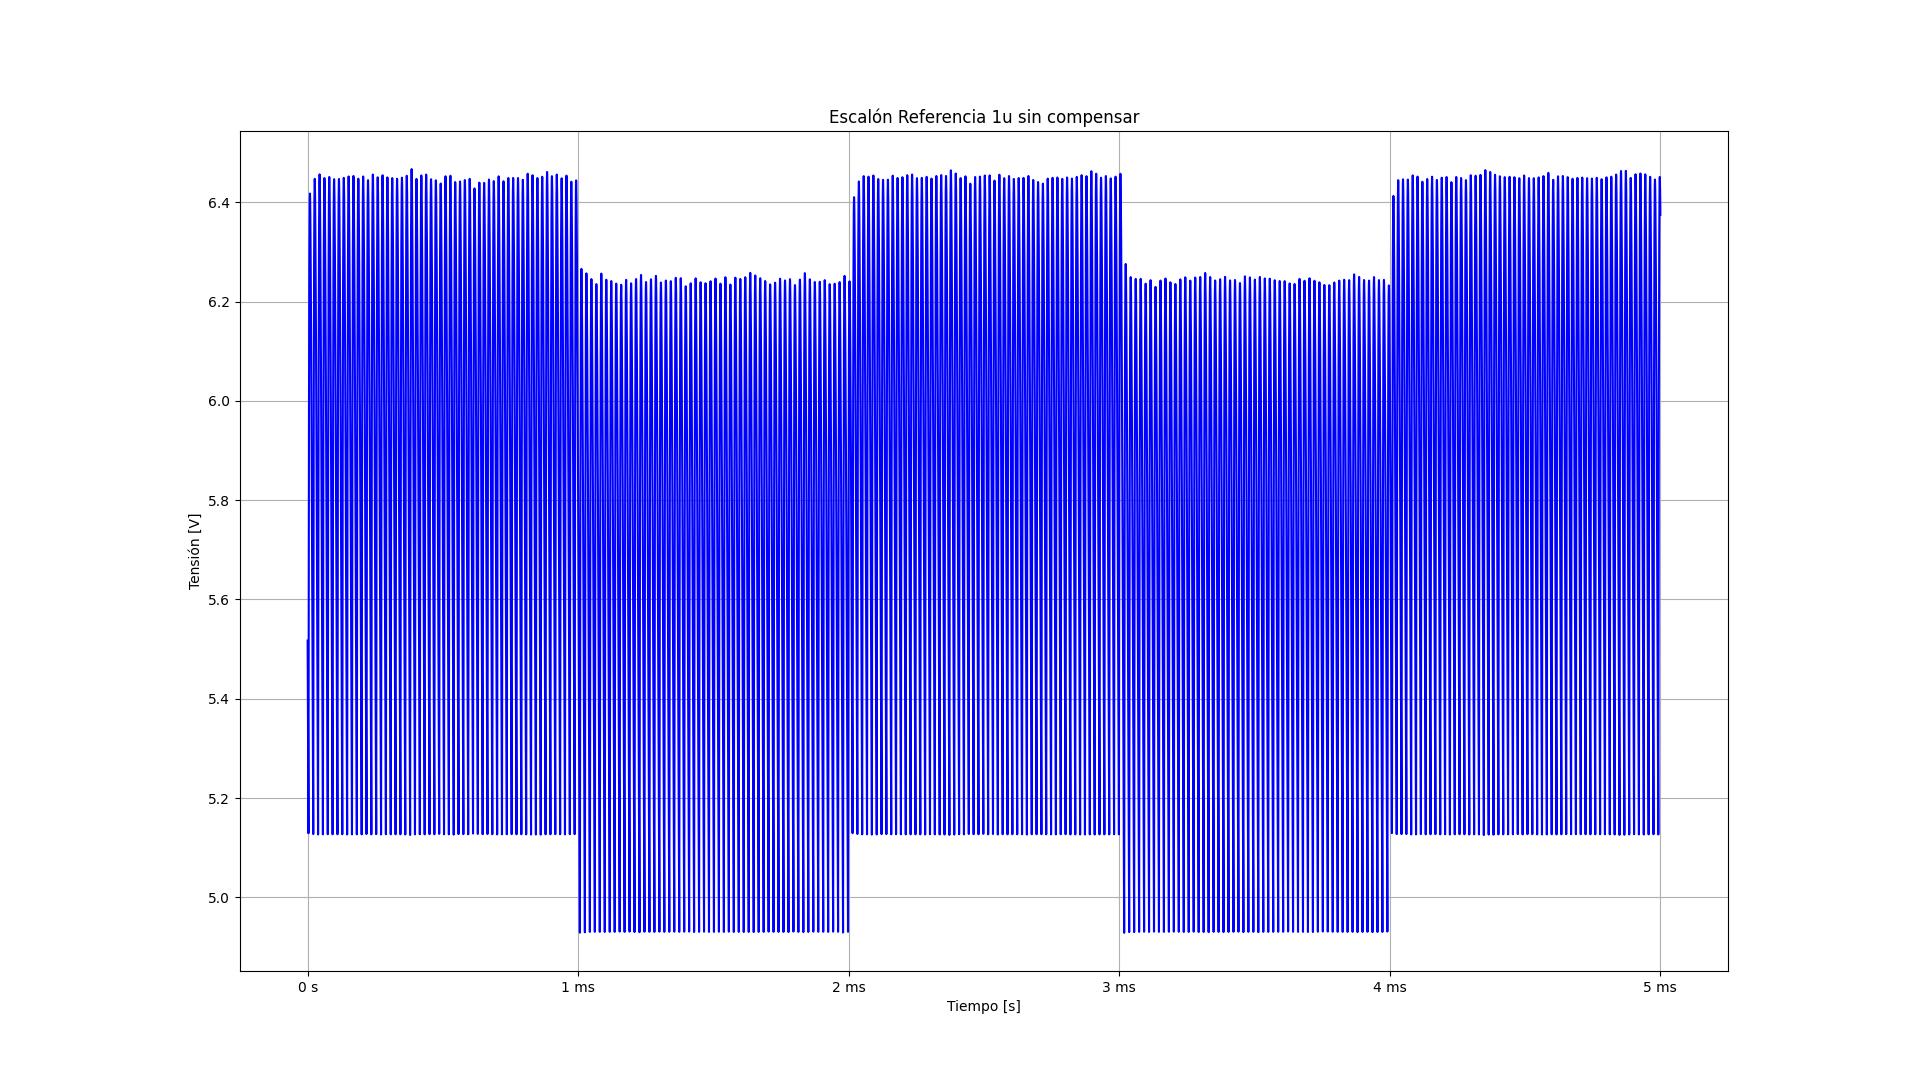 Escalón Referencia 1u sin compensar
Tensión [V]
6.4
6.2
6.0
5.8
5.6
5.4
5.2
5.0
0 s 1 ms 2 ms 3 ms 4 ms 5 ms
Tiempo [s]